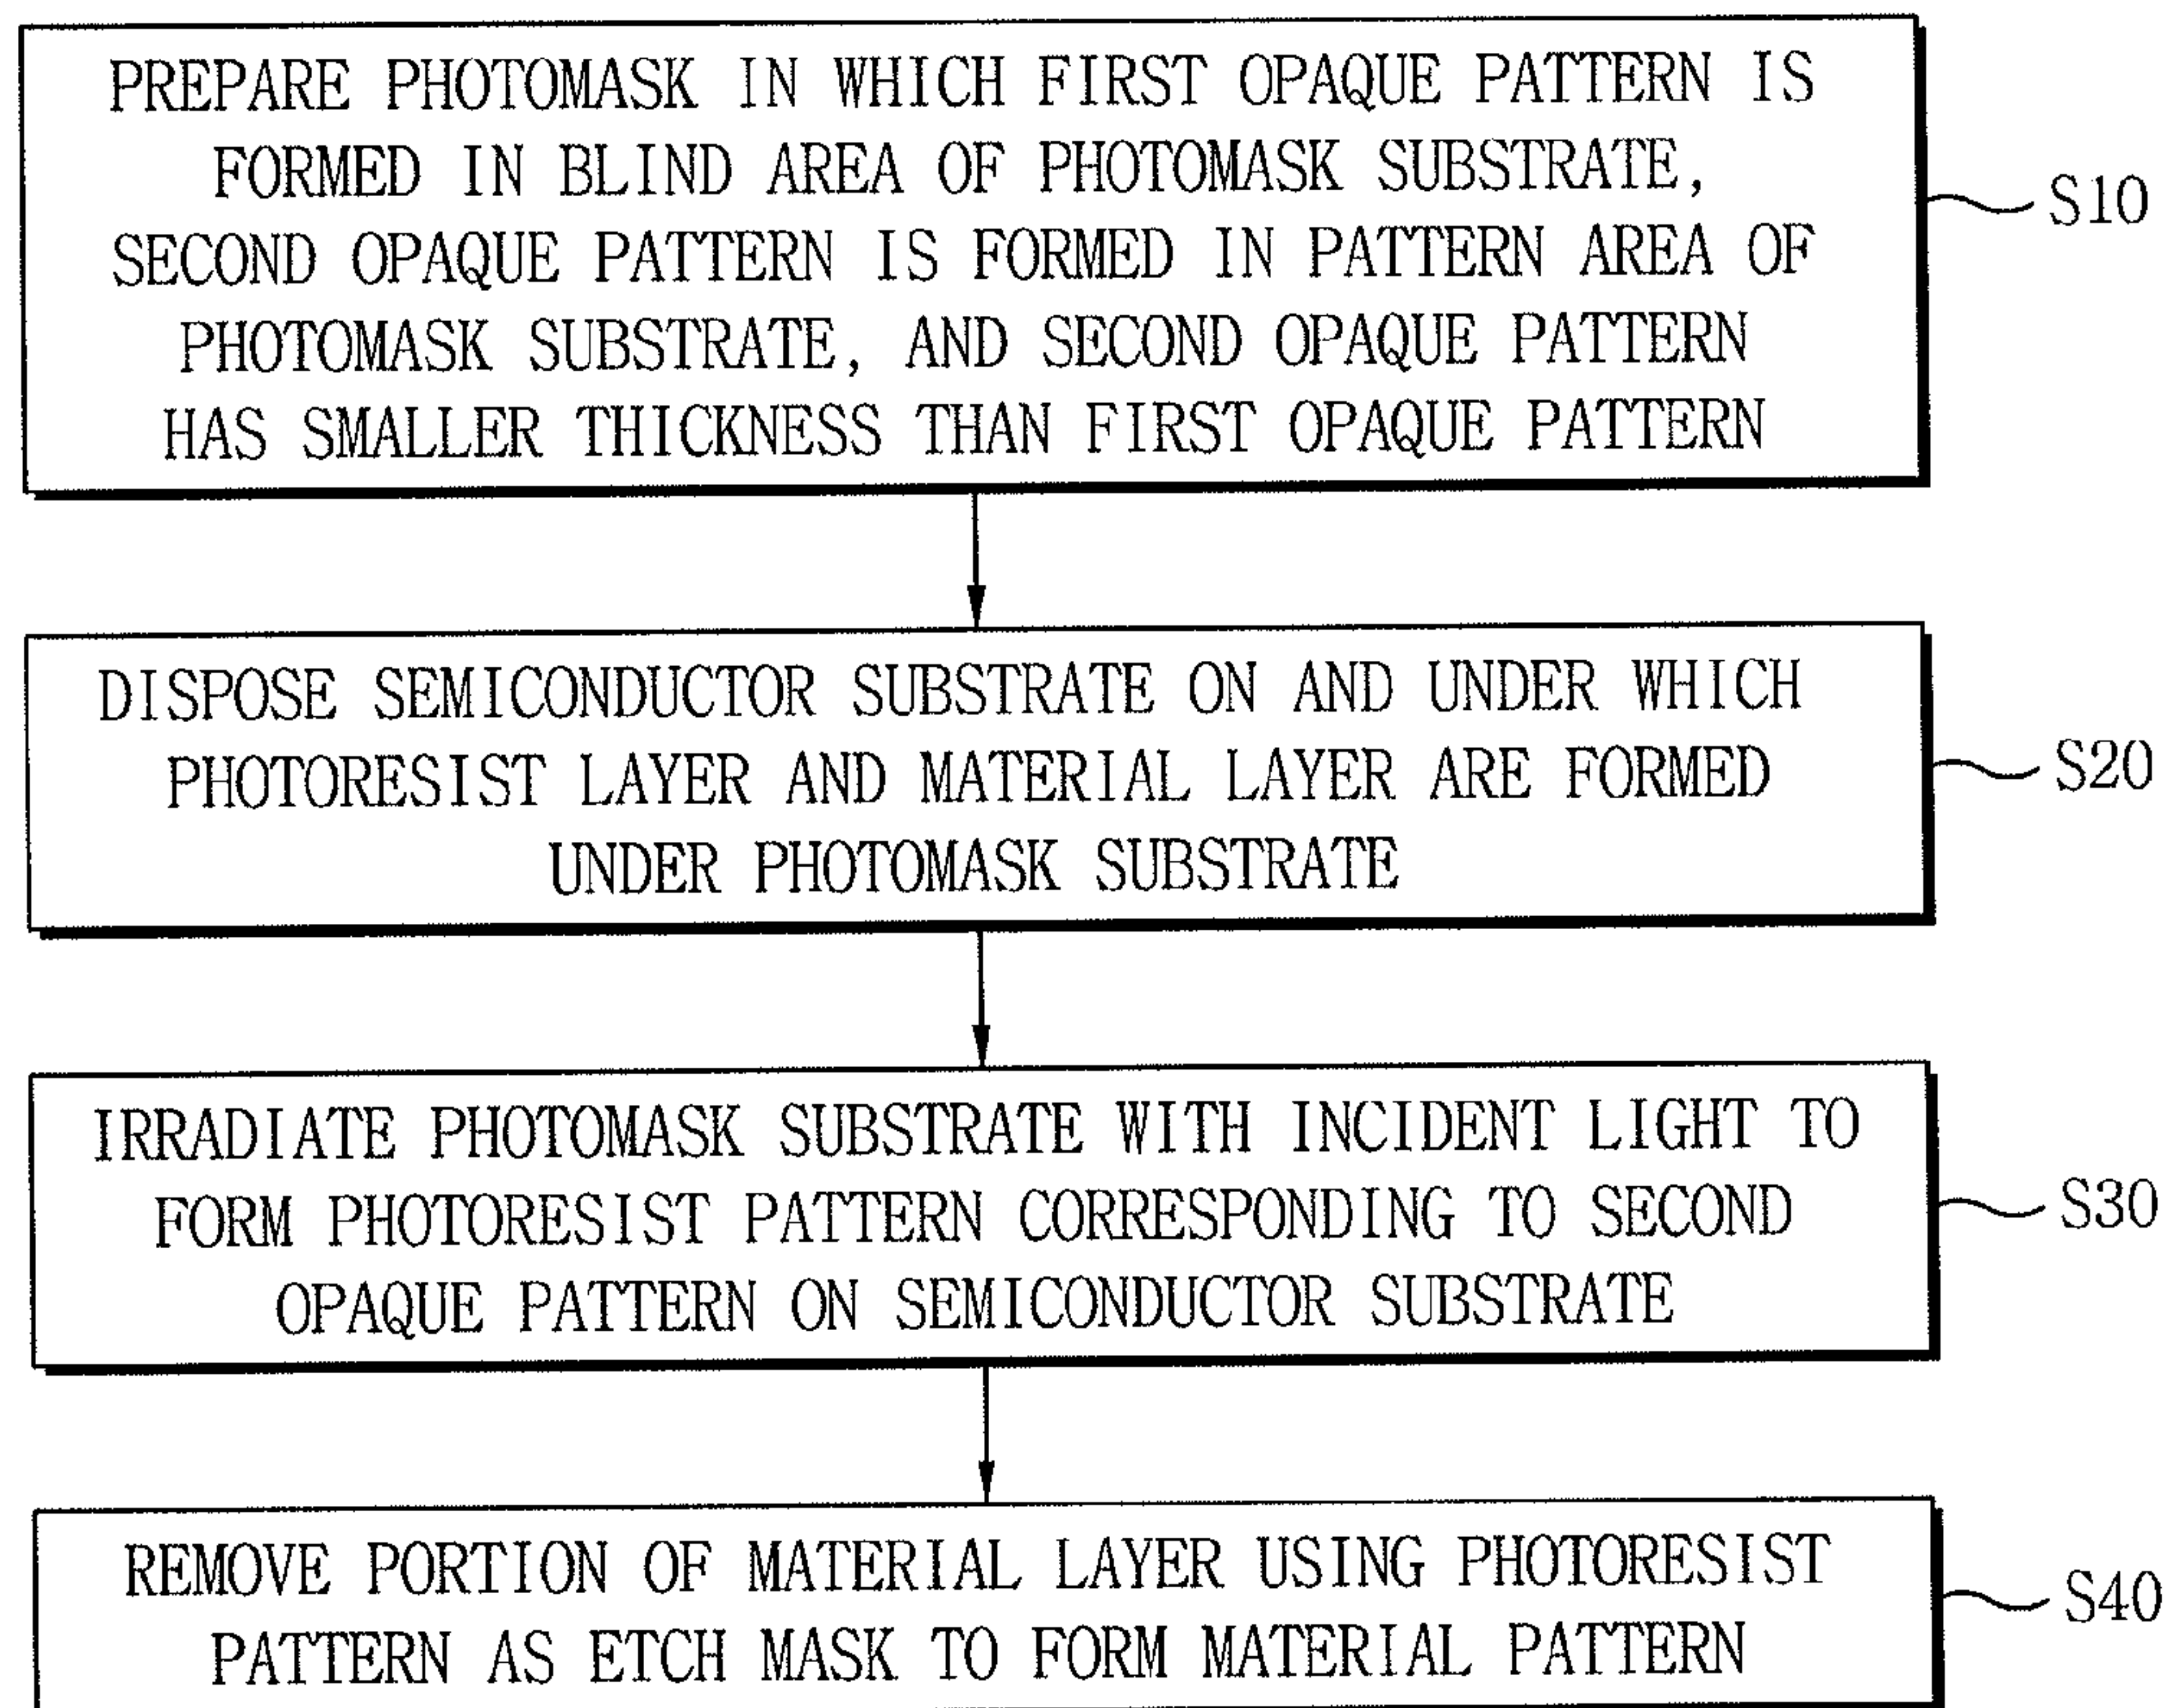 PREPARE PHOTOMASK IN WHICH FIRST OPAQUE PATTERN IS
FORMED IN BLIND AREA OF PHOTOMASK SUBSTRATE,
SECOND OPAQUE PATTERN IS FORMED IN PATTERN AREA OF
PHOTOMASK SUBSTRATE, AND SECOND OPAQUE PATTERN
HAS SMALLER THICKNESS THAN FIRST OPAQUE PATTERN
S10
DISPOSE SEMICONDUCTOR SUBSTRATE ON AND UNDER WHICH
PHOTORESIST LAYER AND MATERIAL LAYER ARE FORMED
UNDER PHOTOMASK SUBSTRATE
S20
IRRADIATE PHOTOMASK SUBSTRATE WITH INCIDENT LIGHT TO
FORM PHOTORESIST PATTERN CORRESPONDING TO SECOND
OPAQUE PATTERN ON SEMICONDUCTOR SUBSTRATE
S30
REMOVE PORTION OF MATERIAL LAYER USING PHOTORESIST
PATTERN AS ETCH MASK TO FORM MATERIAL PATTERN
S40